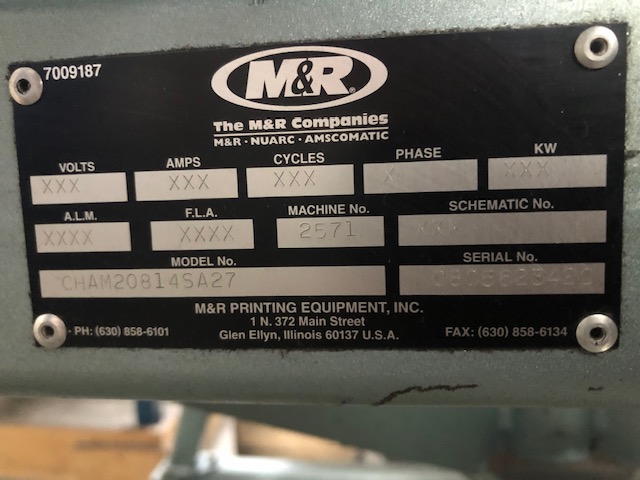 7009187
M&R®
The M&R Companies
M&R • NUARC • AMSCOMATIC
VOLTS AMPS CYCLES PHASE KW
XXX XXX XXX X XXX
A.L.M. F.L.A. MACHINE No. SCHEMATIC No.
XXXX XXXX 2571 XXX
MODEL No. SERIAL No.
CHAM20814SA27
M&R PRINTING EQUIPMENT, INC.
1 N. 372 Main Street
PH: (630) 858-6101 Glen Ellyn, Illinois 60137 U.S.A. FAX: (630) 858-6134